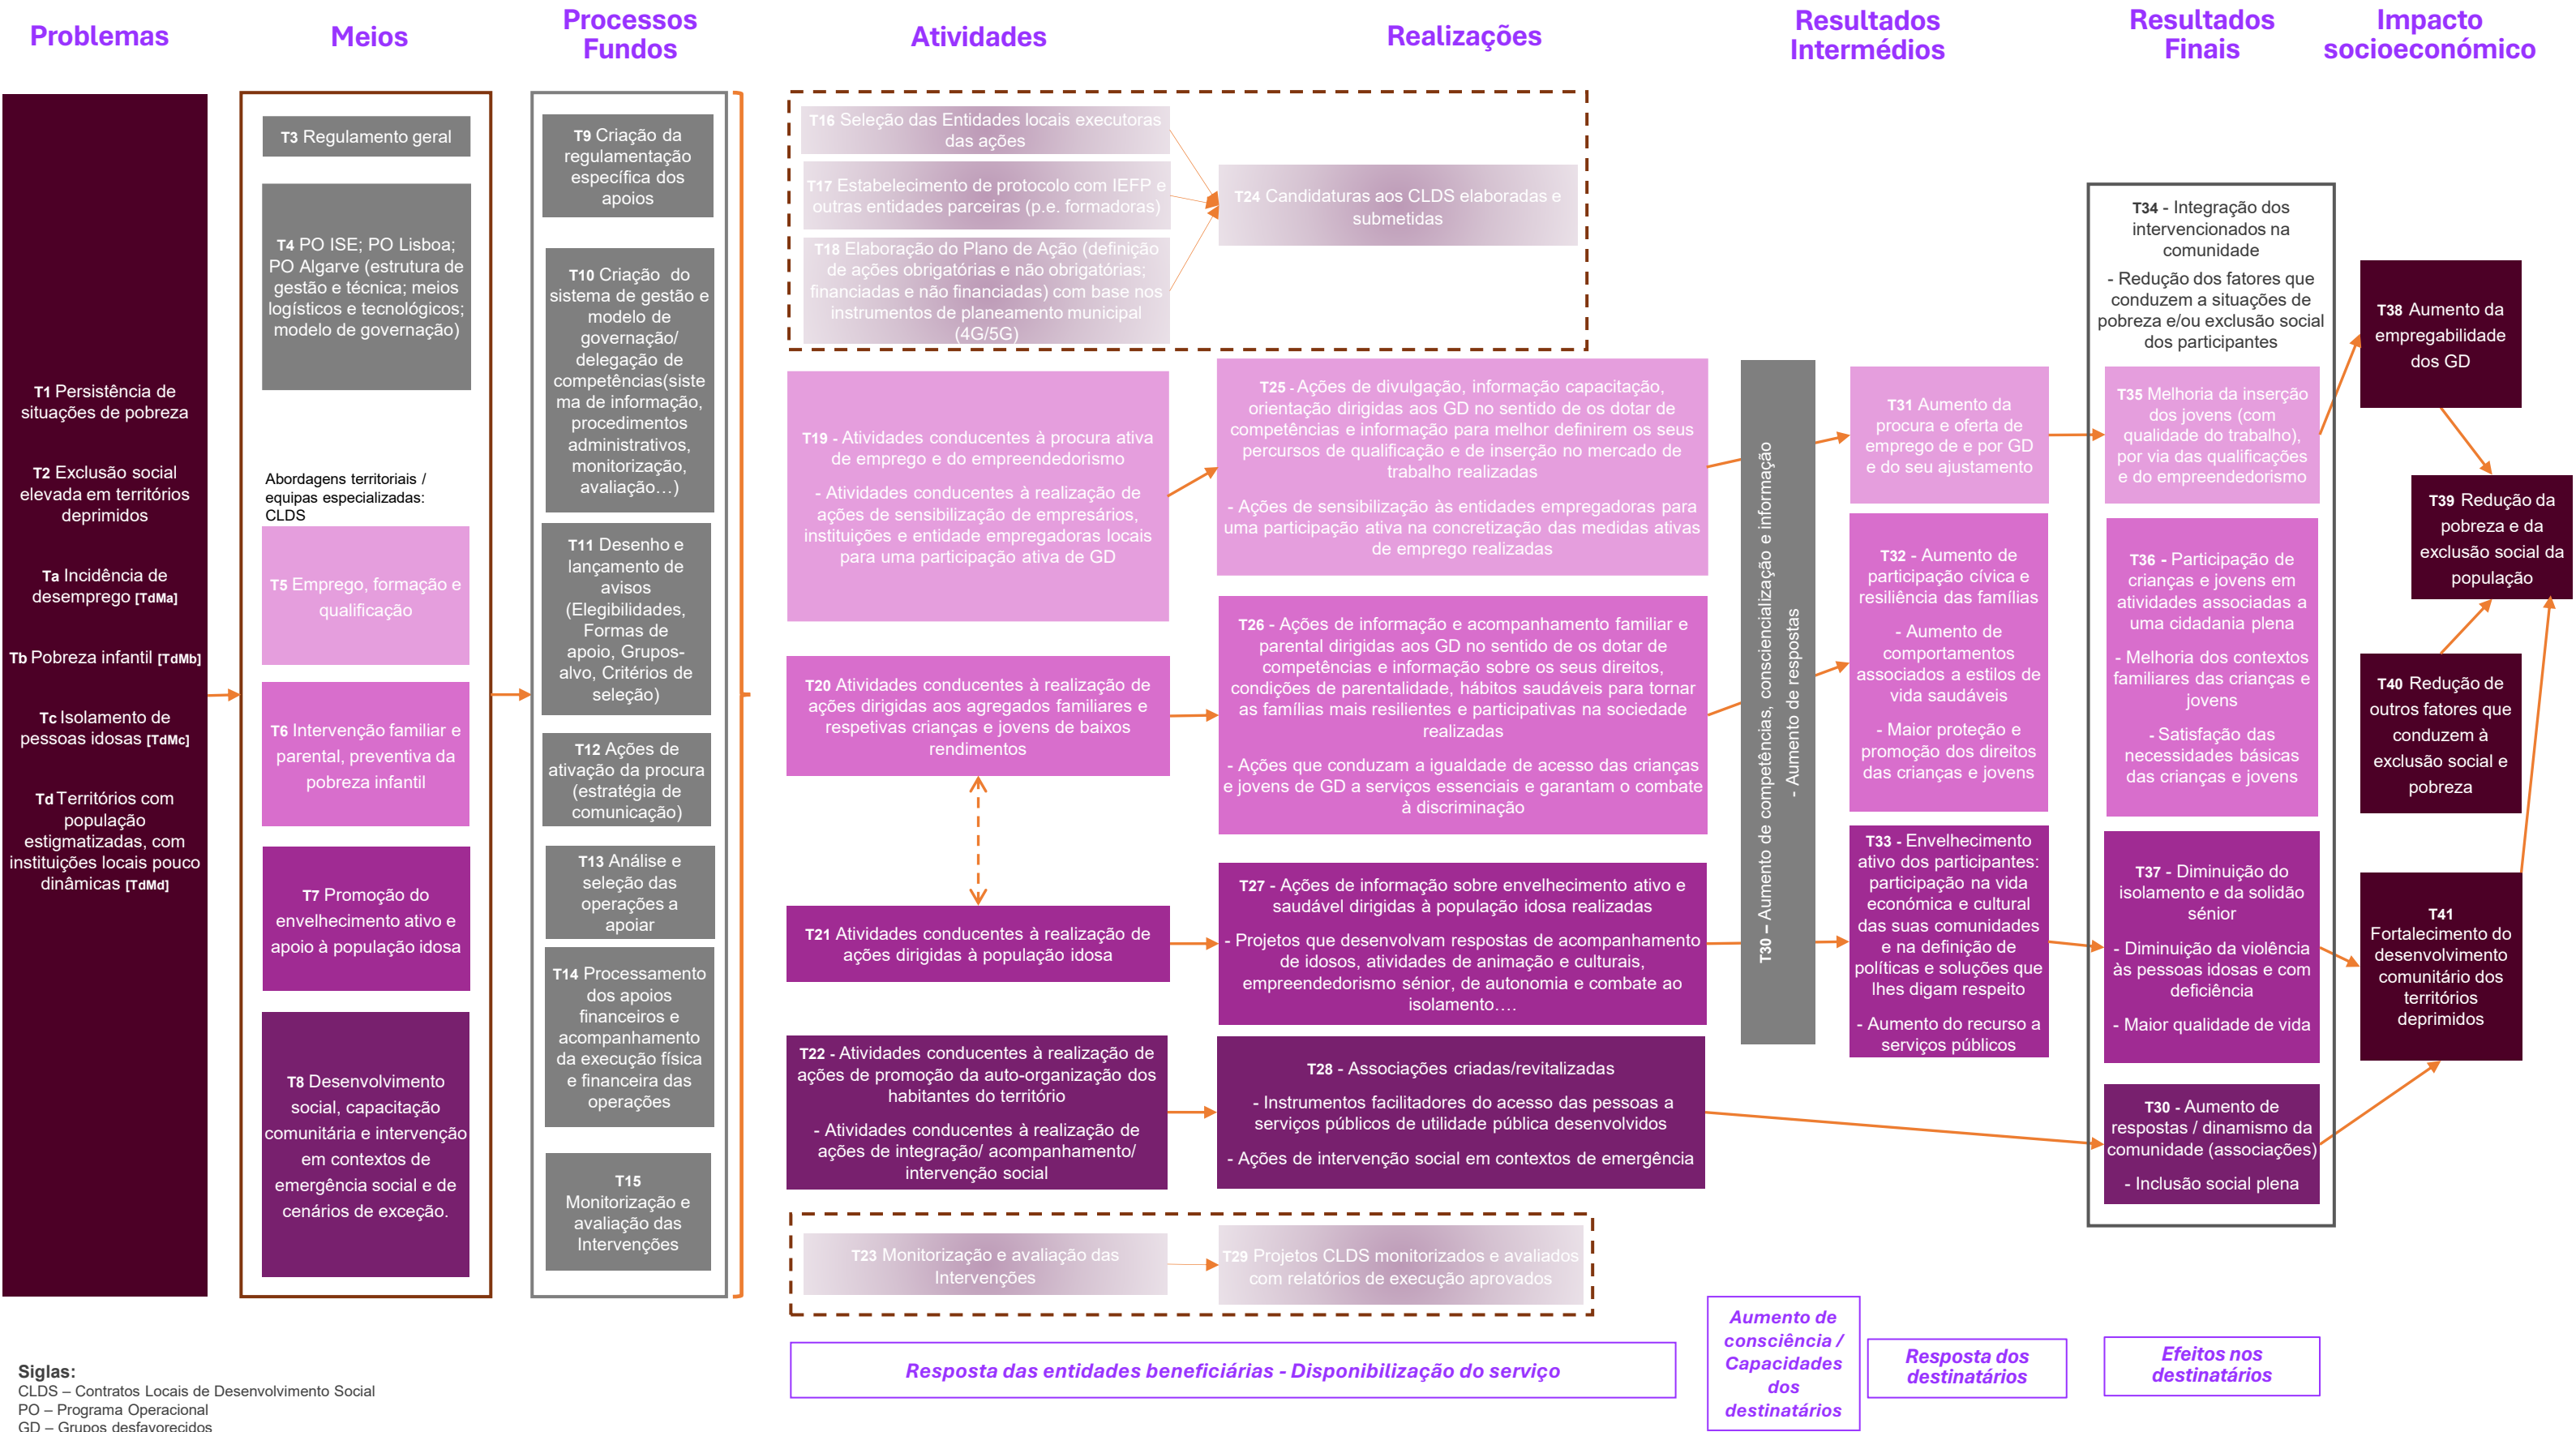 Problemas
Meios
Processos
Fundos
Atividades
Realizações
Resultados
Intermédios
Resultados
Finais
Impacto
socioeconómico
T1 Persistência de
situações de pobreza
T2 Exclusão social
elevada em territórios
deprimidos
Ta Incidência de
desemprego [TdMa]
Tb Pobreza infantil [TdMb]
Tc Isolamento de
pessoas idosas [TdMc]
Td Territórios com
população
estigmatizadas, com
instituições locais pouco
dinâmicas [TdMd]
T3 Regulamento geral
T4 PO ISE; PO Lisboa;
PO Algarve (estrutura de
gestão e técnica; meios
logísticos e tecnológicos;
modelo de governação)
Abordagens territoriais /
equipas especializadas:
CLDS
T5 Emprego, formação e
qualificação
T6 Intervenção familiar e
parental, preventiva da
pobreza infantil
T7 Promoção do
envelhecimento ativo e
apoio à população idosa
T8 Desenvolvimento
social, capacitação
comunitária e intervenção
em contextos de
emergência social e de
cenários de exceção.
T9 Criação da
regulamentação
específica dos
apoios
T10 Criação do
sistema de gestão e
modelo de
governação/
delegação de
competências(siste
ma de informação,
procedimentos
administrativos,
monitorização,
avaliação…)
T11 Desenho e
lançamento de
avisos
(Elegibilidades,
Formas de
apoio, Grupos-
alvo, Critérios de
seleção)
T12 Ações de
ativação da procura
(estratégia de
comunicação)
T13 Análise e
seleção das
operações a
apoiar
T14 Processamento
dos apoios
financeiros e
acompanhamento
da execução física
e financeira das
operações
T15
Monitorização e
avaliação das
Intervenções
T16 Seleção das Entidades locais executoras
das ações
T17 Estabelecimento de protocolo com IEFP e
outras entidades parceiras (p.e. formadoras)
T18 Elaboração do Plano de Ação (definição
de ações obrigatórias e não obrigatórias;
financiadas e não financiadas) com base nos
instrumentos de planeamento municipal
(4G/5G)
T24 Candidaturas aos CLDS elaboradas e
submetidas
T19 - Atividades conducentes à procura ativa
de emprego e do empreendedorismo
- Atividades conducentes à realização de
ações de sensibilização de empresários,
instituições e entidade empregadoras locais
para uma participação ativa de GD
T20 Atividades conducentes à realização de
ações dirigidas aos agregados familiares e
respetivas crianças e jovens de baixos
rendimentos
T21 Atividades conducentes à realização de
ações dirigidas à população idosa
T22 - Atividades conducentes à realização de
ações de promoção da auto-organização dos
habitantes do território
- Atividades conducentes à realização de
ações de integração/ acompanhamento/
intervenção social
T23 Monitorização e avaliação das
Intervenções
T25 - Ações de divulgação, informação capacitação,
orientação dirigidas aos GD no sentido de os dotar de
competências e informação para melhor definirem os seus
percursos de qualificação e de inserção no mercado de
trabalho realizadas
- Ações de sensibilização às entidades empregadoras para
uma participação ativa na concretização das medidas ativas
de emprego realizadas
T26 - Ações de informação e acompanhamento familiar e
parental dirigidas aos GD no sentido de os dotar de
competências e informação sobre os seus direitos,
condições de parentalidade, hábitos saudáveis para tornar
as famílias mais resilientes e participativas na sociedade
realizadas
- Ações que conduzam a igualdade de acesso das crianças
e jovens de GD a serviços essenciais e garantam o combate
à discriminação
T27 - Ações de informação sobre envelhecimento ativo e
saudável dirigidas à população idosa realizadas
- Projetos que desenvolvam respostas de acompanhamento
de idosos, atividades de animação e culturais,
empreendedorismo sénior, de autonomia e combate ao
isolamento….
T28 - Associações criadas/revitalizadas
- Instrumentos facilitadores do acesso das pessoas a
serviços públicos de utilidade pública desenvolvidos
- Ações de intervenção social em contextos de emergência
T29 Projetos CLDS monitorizados e avaliados
com relatórios de execução aprovados
T30 – Aumento de competências, consciencialização e informação
- Aumento de respostas
T31 Aumento da
procura e oferta de
emprego de e por GD
e do seu ajustamento
T32 - Aumento de
participação cívica e
resiliência das famílias
- Aumento de
comportamentos
associados a estilos de
vida saudáveis
- Maior proteção e
promoção dos direitos
das crianças e jovens
T33 - Envelhecimento
ativo dos participantes:
participação na vida
económica e cultural
das suas comunidades
e na definição de
políticas e soluções que
lhes digam respeito
- Aumento do recurso a
serviços públicos
T34 - Integração dos
intervencionados na
comunidade
- Redução dos fatores que
conduzem a situações de
pobreza e/ou exclusão social
dos participantes
T35 Melhoria da inserção
dos jovens (com
qualidade do trabalho),
por via das qualificações
e do empreendedorismo
T36 - Participação de
crianças e jovens em
atividades associadas a
uma cidadania plena
- Melhoria dos contextos
familiares das crianças e
jovens
- Satisfação das
necessidades básicas
das crianças e jovens
T37 - Diminuição do
isolamento e da solidão
sénior
- Diminuição da violência
às pessoas idosas e com
deficiência
- Maior qualidade de vida
T30 - Aumento de
respostas / dinamismo da
comunidade (associações)
- Inclusão social plena
T38 Aumento da
empregabilidade
dos GD
T39 Redução da
pobreza e da
exclusão social da
população
T40 Redução de
outros fatores que
conduzem à
exclusão social e
pobreza
T41
Fortalecimento do
desenvolvimento
comunitário dos
territórios
deprimidos
Resposta das entidades beneficiárias - Disponibilização do serviço
Aumento de
consciência /
Capacidades
dos
destinatários
Resposta dos
destinatários
Efeitos nos
destinatários
Siglas:
CLDS – Contratos Locais de Desenvolvimento Social
PO – Programa Operacional
GD – Grupos desfavorecidos